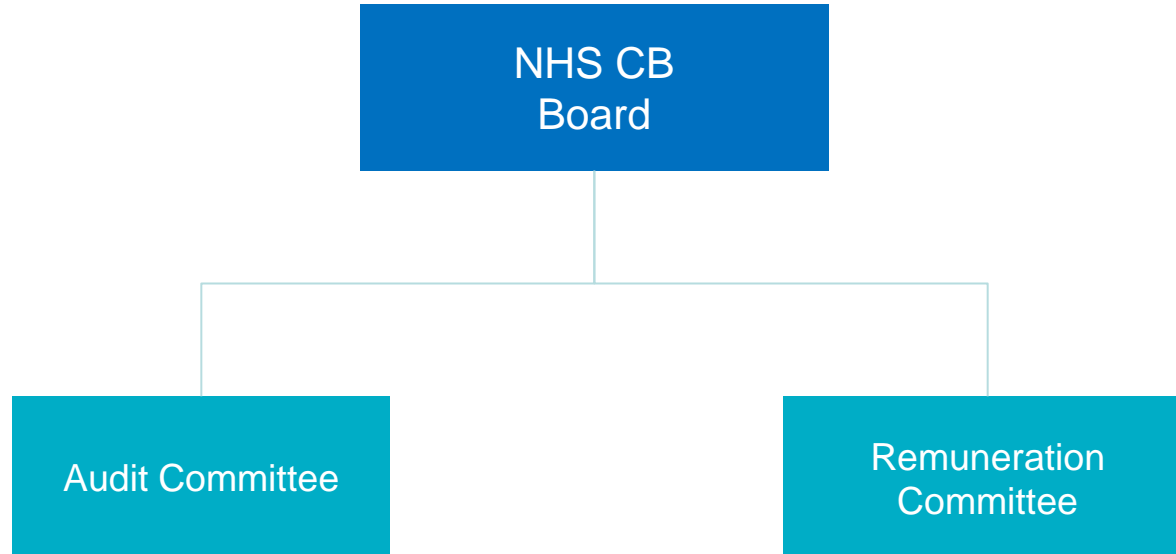 NHS CB
Board
Audit Committee
Remuneration
Committee